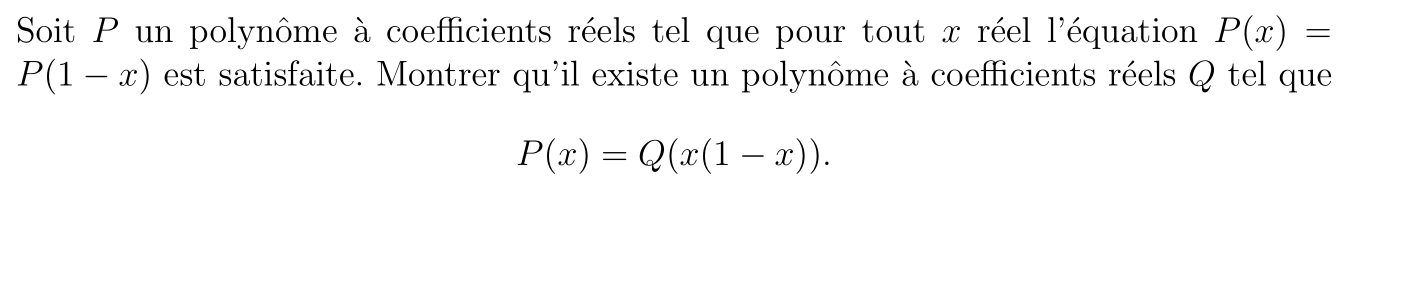 Soit P un polynôme à coefficients réels tel que pour tout x réel l'équation P(x) =
P(1 − x) est satisfaite. Montrer qu'il existe un polynôme à coefficients réels Q tel que
P(x) = Q(x(1 − x)).